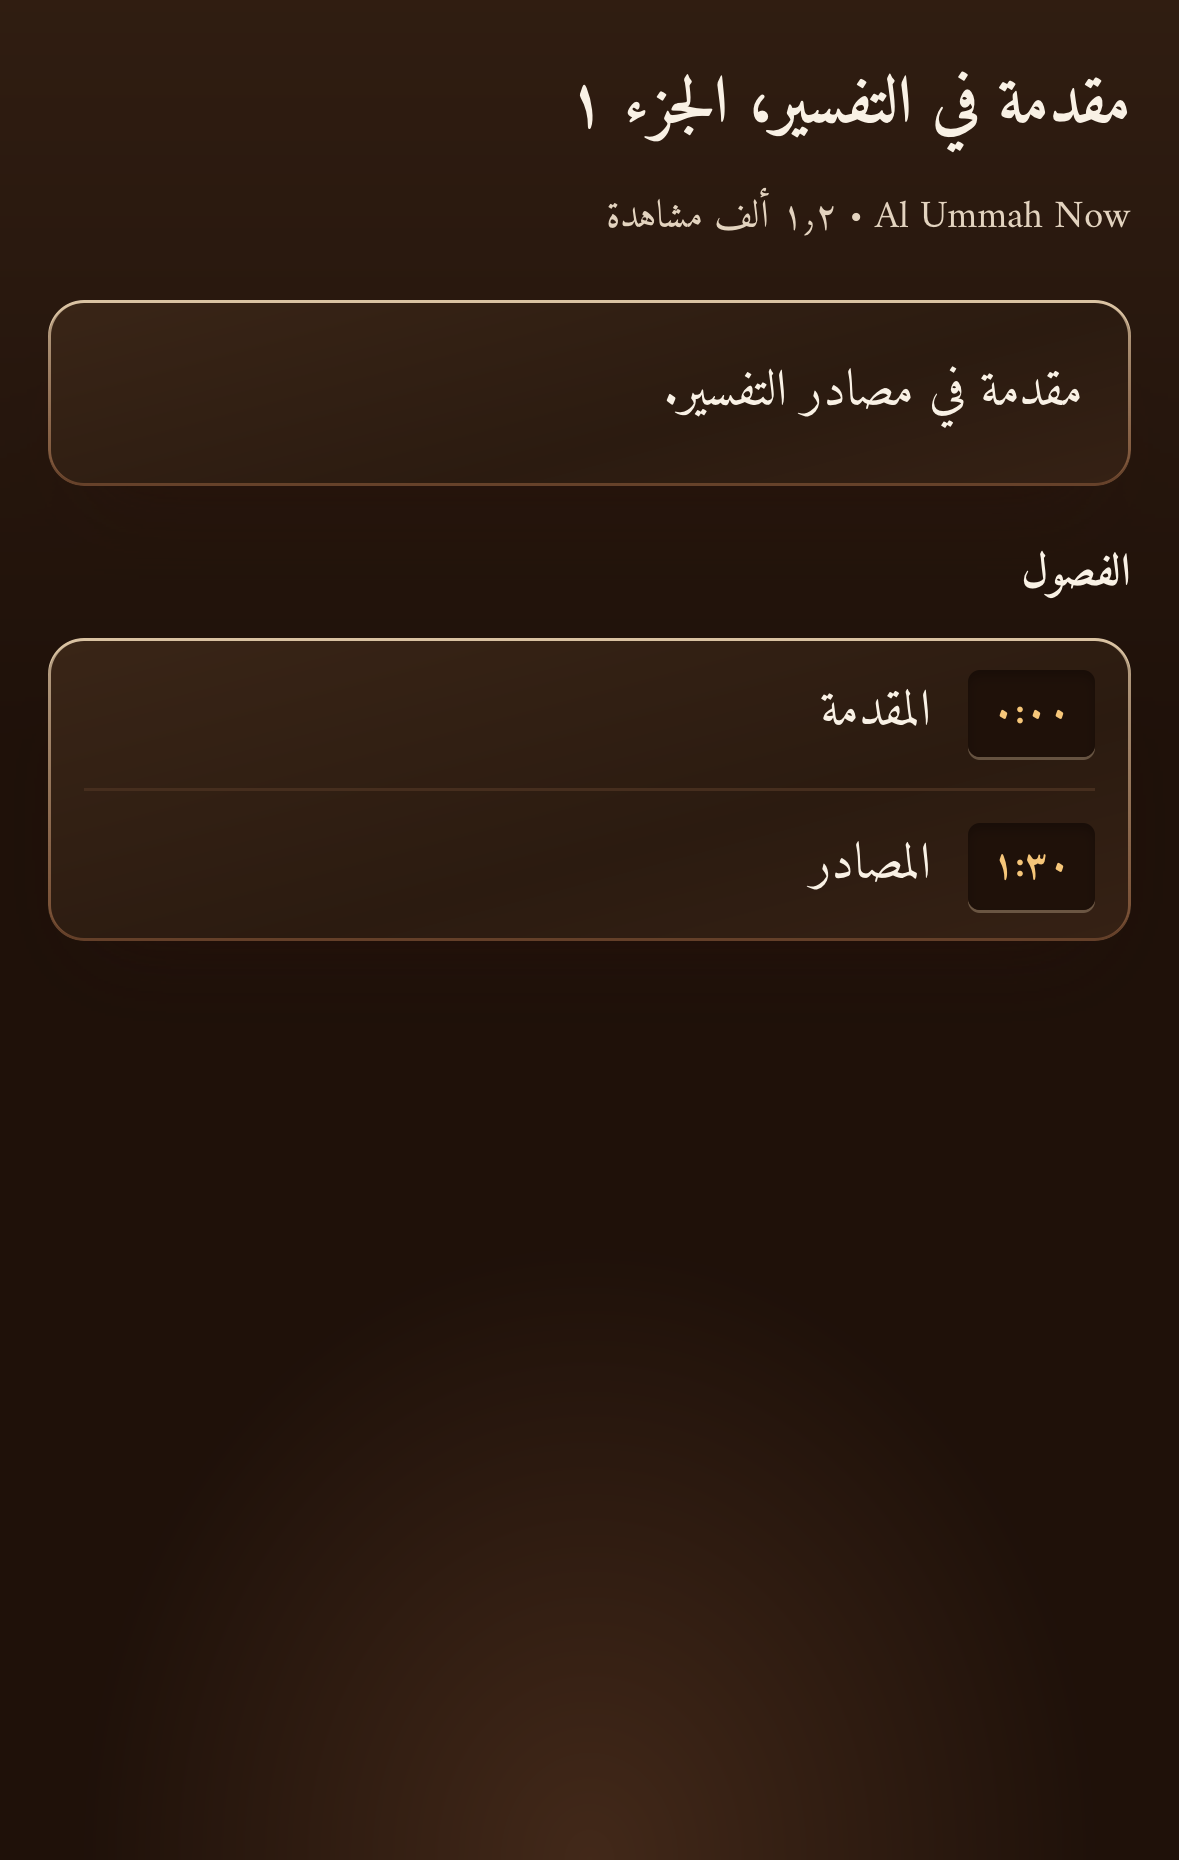 مقدمة في التفسير، الجزء ١
Al Ummah Now • ١٫٢ ألف مشاهدة
مقدمة في مصادر التفسير.
الفصول
٠:٠٠ المقدمة
١:٣٠ المصادر